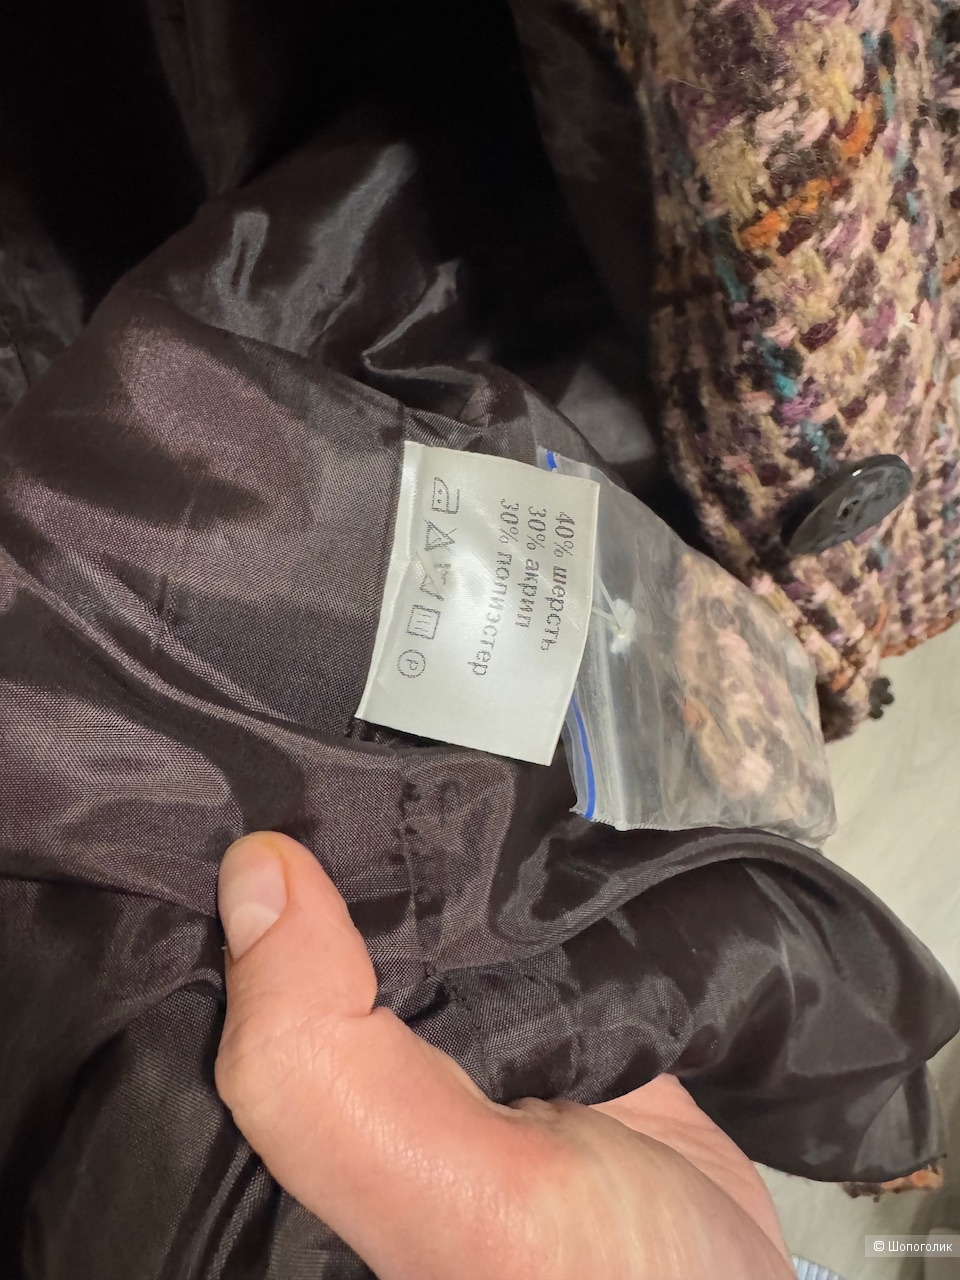 40% шерсть
30% акрил
30% полиэстер
P
© Шопоголик